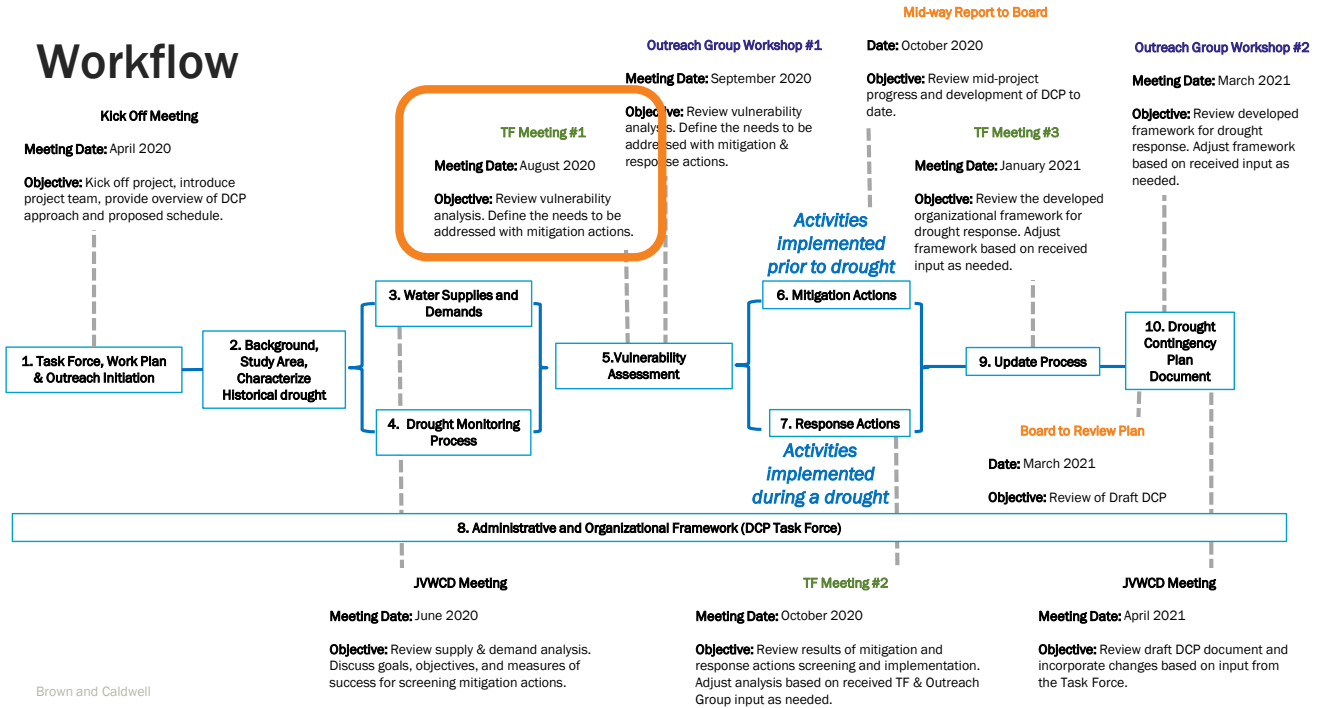 Workflow
Kick Off Meeting
Meeting Date: April 2020
Objective: Kick off project, introduce
project team, provide overview of DCP
approach and proposed schedule.
TF Meeting #1
Meeting Date: August 2020
Objective: Review vulnerability
analysis. Define the needs to be
addressed with mitigation actions.
Outreach Group Workshop #1
Meeting Date: September 2020
Objective: Review vulnerability
analysis. Define the needs to be
addressed with mitigation &
response actions.
Mid-way Report to Board
Date: October 2020
Objective: Review mid-project
progress and development of DCP to
date.
TF Meeting #3
Meeting Date: January 2021
Objective: Review the developed
organizational framework for
drought response. Adjust
framework based on received
input as needed.
Outreach Group Workshop #2
Meeting Date: March 2021
Objective: Review developed
framework for drought
response. Adjust framework
based on received input as
needed.
Activities
implemented
prior to drought
1. Task Force, Work Plan
& Outreach Initiation
2. Background,
Study Area,
Characterize
Historical drought
3. Water Supplies and
Demands
4. Drought Monitoring
Process
5.Vulnerability
Assessment
6. Mitigation Actions
7. Response Actions
Activities
implemented
during a drought
9. Update Process
10. Drought
Contingency
Plan
Document
Board to Review Plan
Date: March 2021
Objective: Review of Draft DCP
8. Administrative and Organizational Framework (DCP Task Force)
JVWCD Meeting
Meeting Date: June 2020
Objective: Review supply & demand analysis.
Discuss goals, objectives, and measures of
success for screening mitigation actions.
TF Meeting #2
Meeting Date: October 2020
Objective: Review results of mitigation and
response actions screening and implementation.
Adjust analysis based on received TF & Outreach
Group input as needed.
JVWCD Meeting
Meeting Date: April 2021
Objective: Review draft DCP document and
incorporate changes based on input from
the Task Force.
Brown and Caldwell